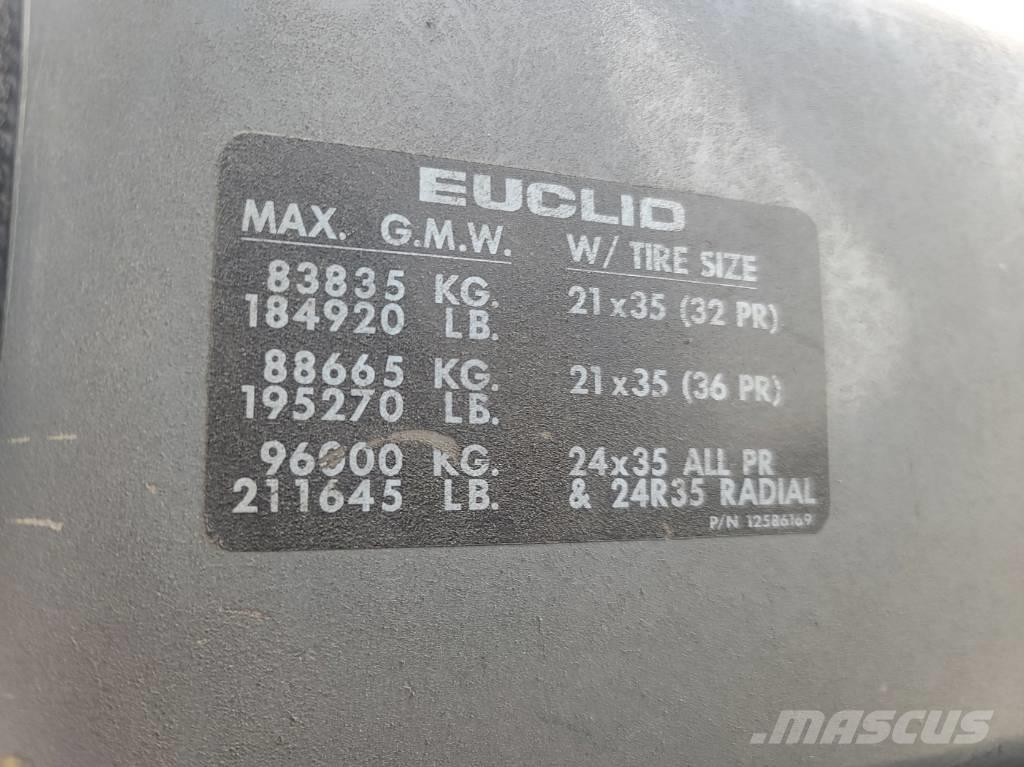 EUCLID
MAX. G.M.W. W/ TIRE SIZE
83835 KG. 21x35 (32 PR)
184920 LB.
88665 KG. 21x35 (36 PR)
195270 LB.
96000 KG. 24x35 ALL PR
211645 LB. & 24R35 RADIAL
P/N 12586169
MASCUS